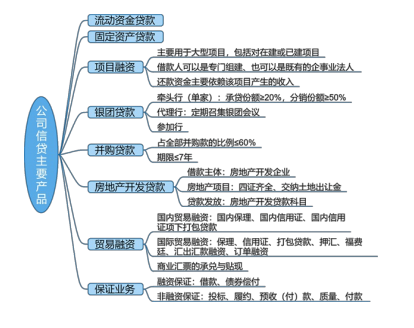 公司信贷主要产品
流动资金贷款
固定资产贷款
项目融资
主要用于大型项目,包括对在建或已建项目
借款人可以是专门组建、也可以是既有的企事业法人
还款资金主要依赖该项目产生的收入
银团贷款
牵头行(单家):承贷份额≥20%,分销份额≥50%
代理行:定期召集银团会议
参加行
并购贷款
占全部并购款的比例≤60%
期限≤7年
房地产开发贷款
借款主体:房地产开发企业
房地产项目:四证齐全、交纳土地出让金
贷款发放:房地产开发贷款科目
贸易融资
国内贸易融资:国内保理、国内信用证、国内信用
证项下打包贷款
国际贸易融资:保理、信用证、打包贷款、押汇、福费
廷、汇出汇款融资、订单融资
商业汇票的承兑与贴现
保证业务
融资保证:借款、债券偿付
非融资保证:投标、履约、预收(付)款、质量、付款